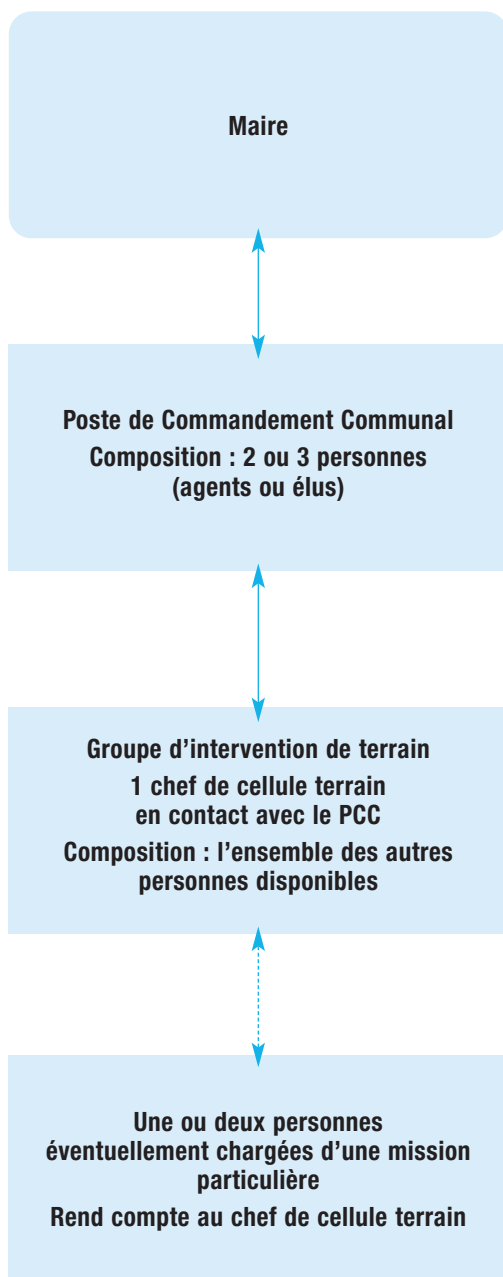 Maire
Poste de Commandement Communal
Composition : 2 ou 3 personnes
(agents ou élus)
Groupe d’intervention de terrain
1 chef de cellule terrain
en contact avec le PCC
Composition : l’ensemble des autres
personnes disponibles
Une ou deux personnes
éventuellement chargées d’une mission
particulière
Rend compte au chef de cellule terrain